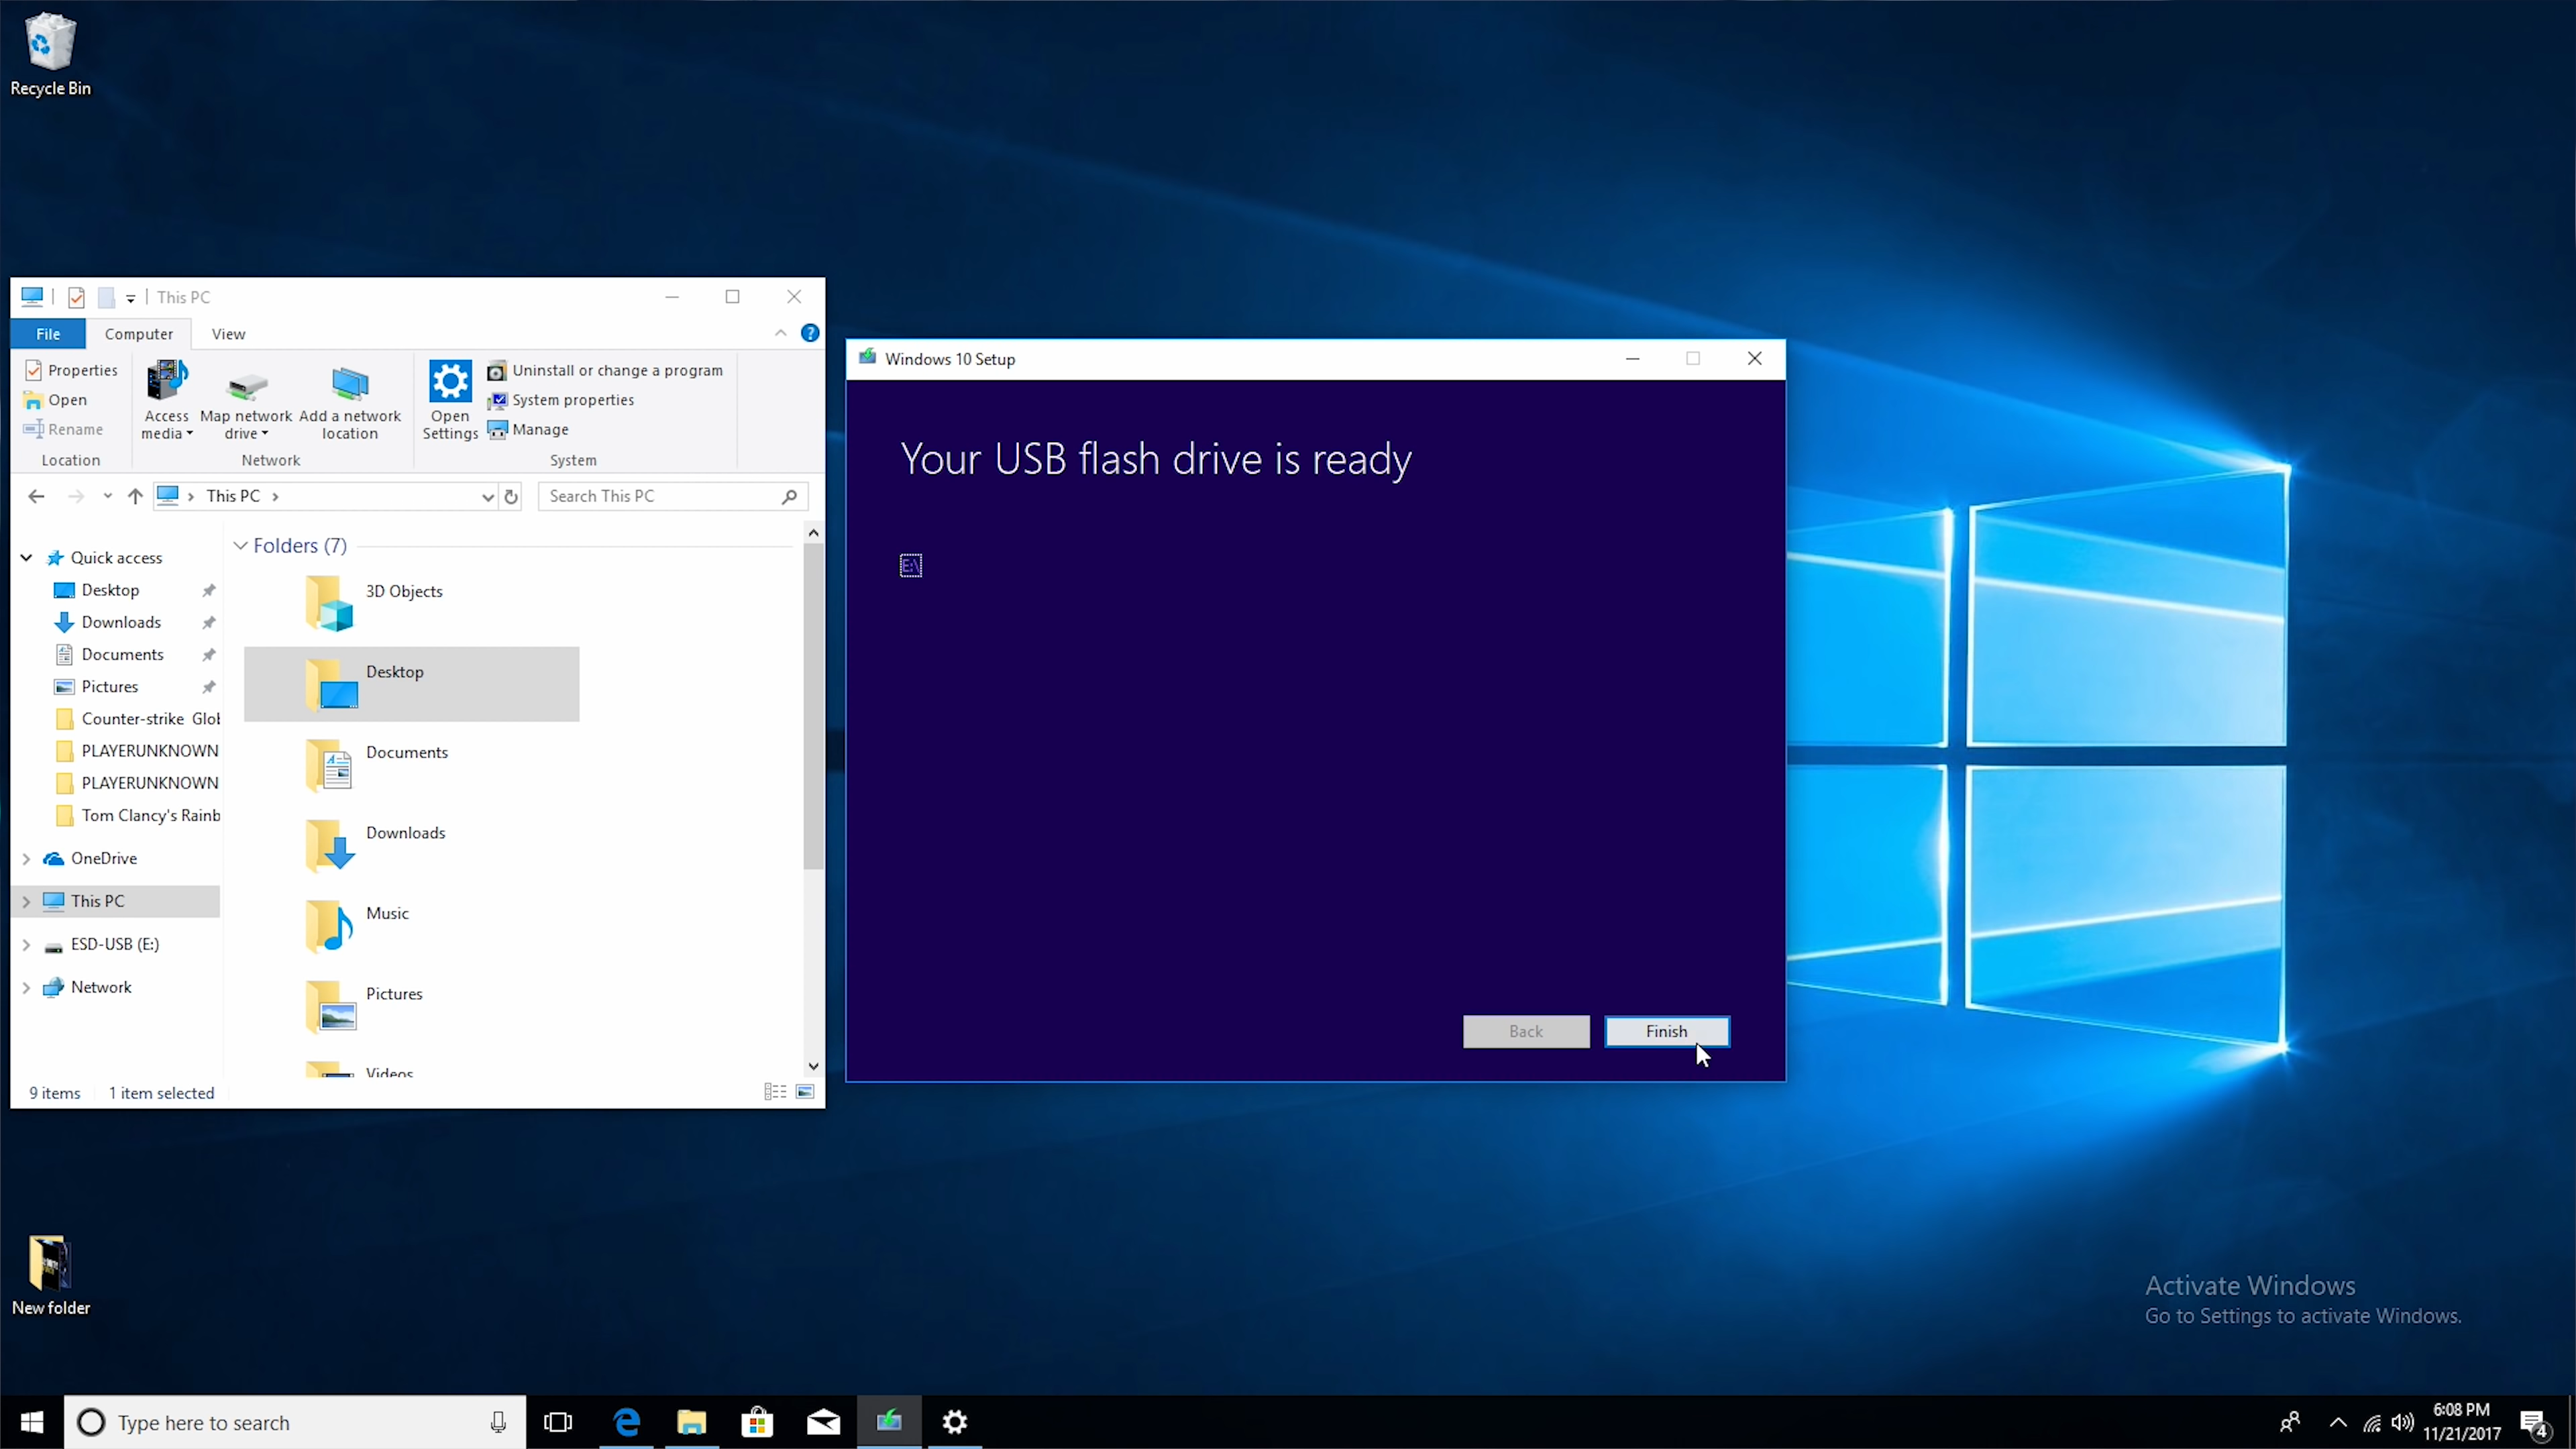 Recycle Bin
This PC
File
Computer
View
Properties
Open
Rename
Location
Access media
Map network drive
Add a network location
Network
Open Settings
Uninstall or change a program
System properties
Manage
System
This PC
Search This PC
Quick access
Desktop
Downloads
Documents
Pictures
Counter-strike Glob
PLAYERUNKNOWN
PLAYERUNKNOWN
Tom Clancy's Rainb
OneDrive
This PC
ESD-USB (E:)
Network
Folders (7)
3D Objects
Desktop
Documents
Downloads
Music
Pictures
Videos
9 items
1 item selected
Windows 10 Setup
Your USB flash drive is ready
E:\
Back
Finish
New folder
Activate Windows
Go to Settings to activate Windows.
Type here to search
6:08 PM
11/21/2017
4